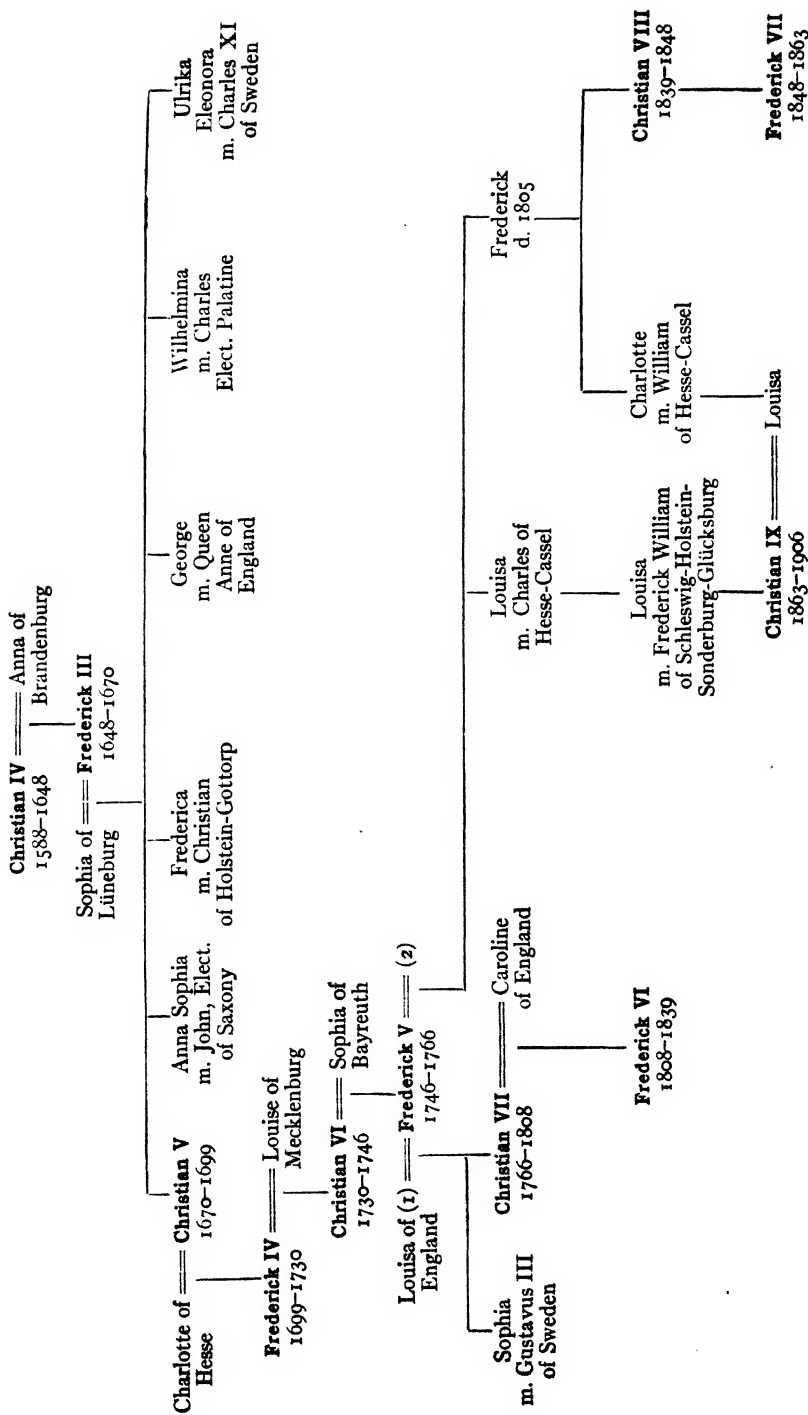 Christian IV Anna of
1588–1648 Brandenburg
Sophia of Frederick III
Lüneburg 1648–1670
Charlotte of Christian V
Hesse 1670–1699
Anna Sophia
m. John, Elect.
of Saxony
Frederica
m. Christian
of Holstein-Gottorp
George
m. Queen
Anne of
England
Wilhelmina
m. Charles
Elect. Palatine
Ulrika
Eleonora
m. Charles XI
of Sweden
Frederick IV Louise of
1699–1730 Mecklenburg
Christian VI Sophia of
1730–1746 Bayreuth
Louisa of (1) Frederick V (2)
England 1746–1766
Sophia
m. Gustavus III
of Sweden
Christian VII Caroline
1766–1808 of England
Louisa
m. Charles of
Hesse-Cassel
Frederick
d. 1805
Frederick VI
1808–1839
Louisa
m. Frederick William
of Schleswig-Holstein-
Sonderburg-Glücksburg
Charlotte
m. William
of Hesse-Cassel
Christian VIII
1839–1848
Christian IX Louisa
1863–1906
Frederick VII
1848–1863